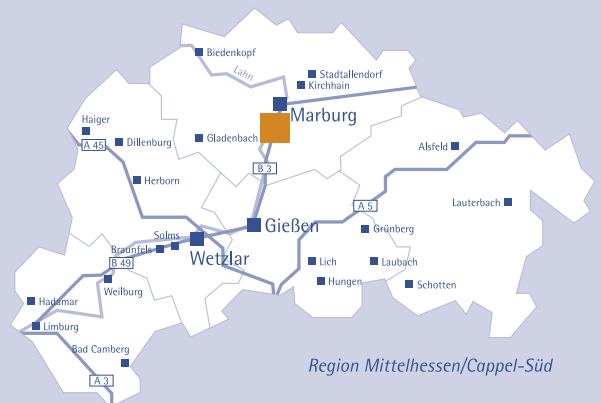 Biedenkopf
Lahn
Stadtallendorf
Kirchhain
Marburg
Haiger
A 45
Dillenburg
Gladenbach
Alsfeld
B 3
Herborn
A 5
Lauterbach
Gießen
Grünberg
Solms
Braunfels
Wetzlar
B 49
Lich
Laubach
Weilburg
Hungen
Schotten
Hadamar
Limburg
Bad Camberg
Region Mittelhessen/Cappel-Süd
A 3